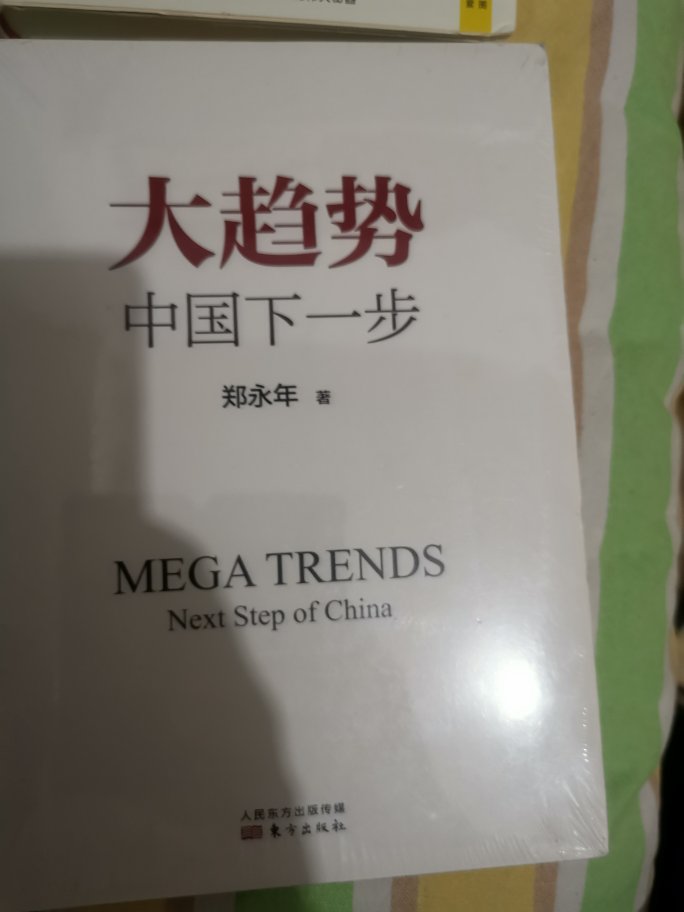 大趋势
中国下一步
郑永年 著
MEGA TRENDS
Next Step of China
人民东方出版传媒
东方出版社